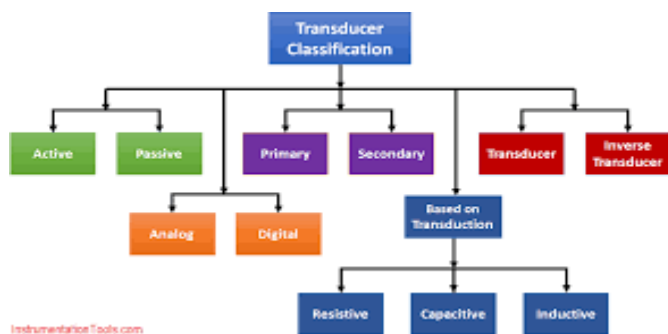 Transducer
Classification
Active
Passive
Primary
Secondary
Transducer
Inverse
Transducer
Analog
Digital
Based on
Transduction
Resistive
Capacitive
Inductive
InstrumentationTools.com